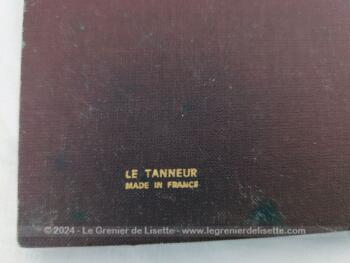 LE TANNEUR
MADE IN FRANCE
©2024 - Le Grenier de Lisette - www.legrenierdelisette.com